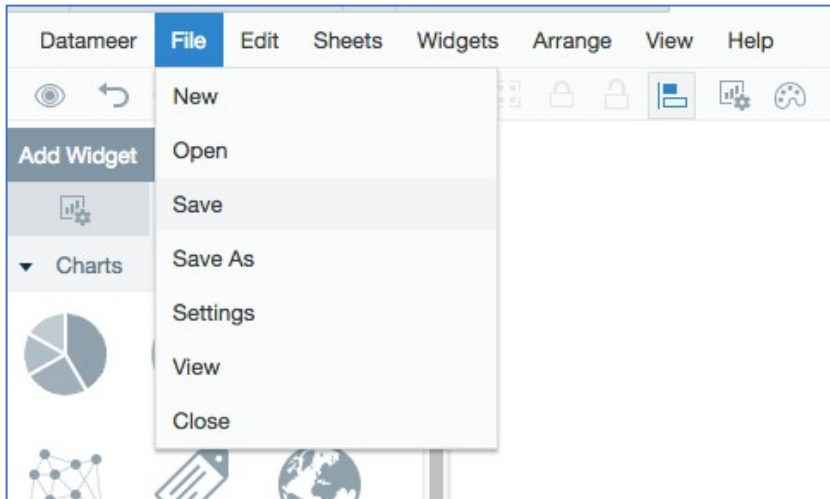 Datameer File Edit Sheets Widgets Arrange View Help
New
Add Widget Open
Save
Charts Save As
Settings
View
Close